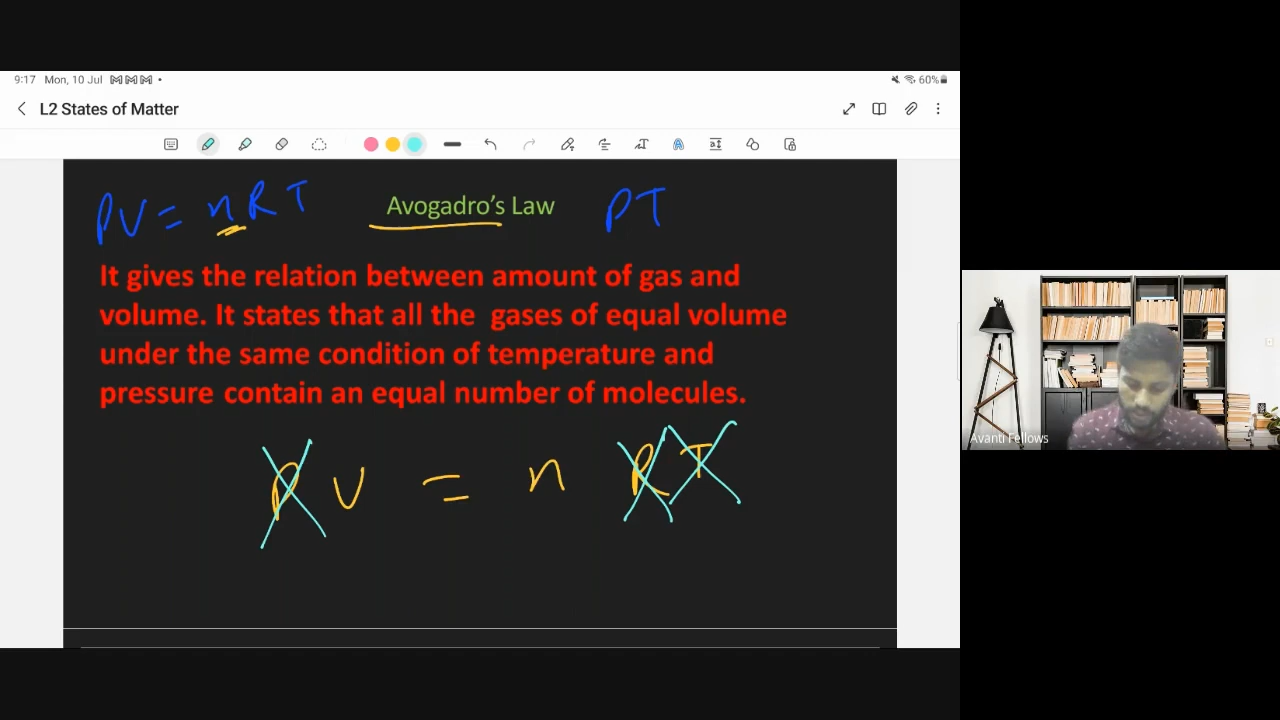 9:17 Mon, 10 Jul
60%
L2 States of Matter
PV = nRT
Avogadro's Law
PT
It gives the relation between amount of gas and
volume. It states that all the gases of equal volume
under the same condition of temperature and
pressure contain an equal number of molecules.
PV = n RT
Avanti Fellows